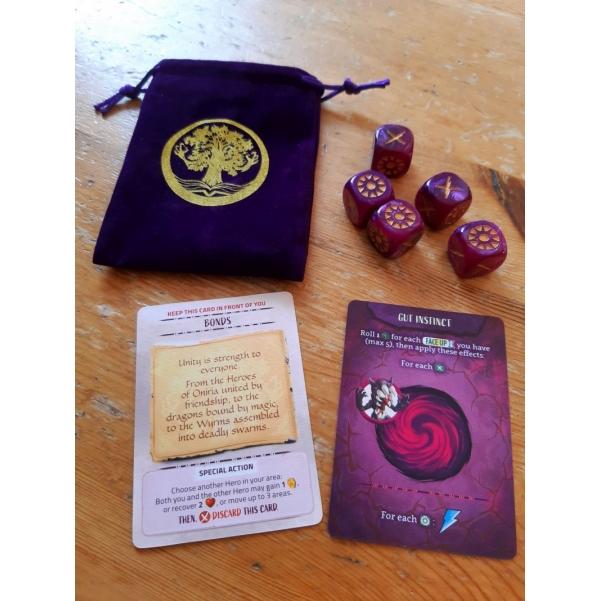 KEEP THIS CARD IN FRONT OF YOU
BONDS
Unity is strength to
everyone
From the Heroes
of Oniria united by
friendship, to the
dragons bound by magic,
to the Wyrms assembled
into deadly swarms.
SPECIAL ACTION
Choose another Hero in your area:
Both you and the other Hero may gain 1 ,
or recover 2 , or move up to 3 areas.
THEN, DISCARD THIS CARD.
GUT INSTINCT
Roll 1 for each FACE UP you have
(max 5), then apply these effects:
For each
For each :